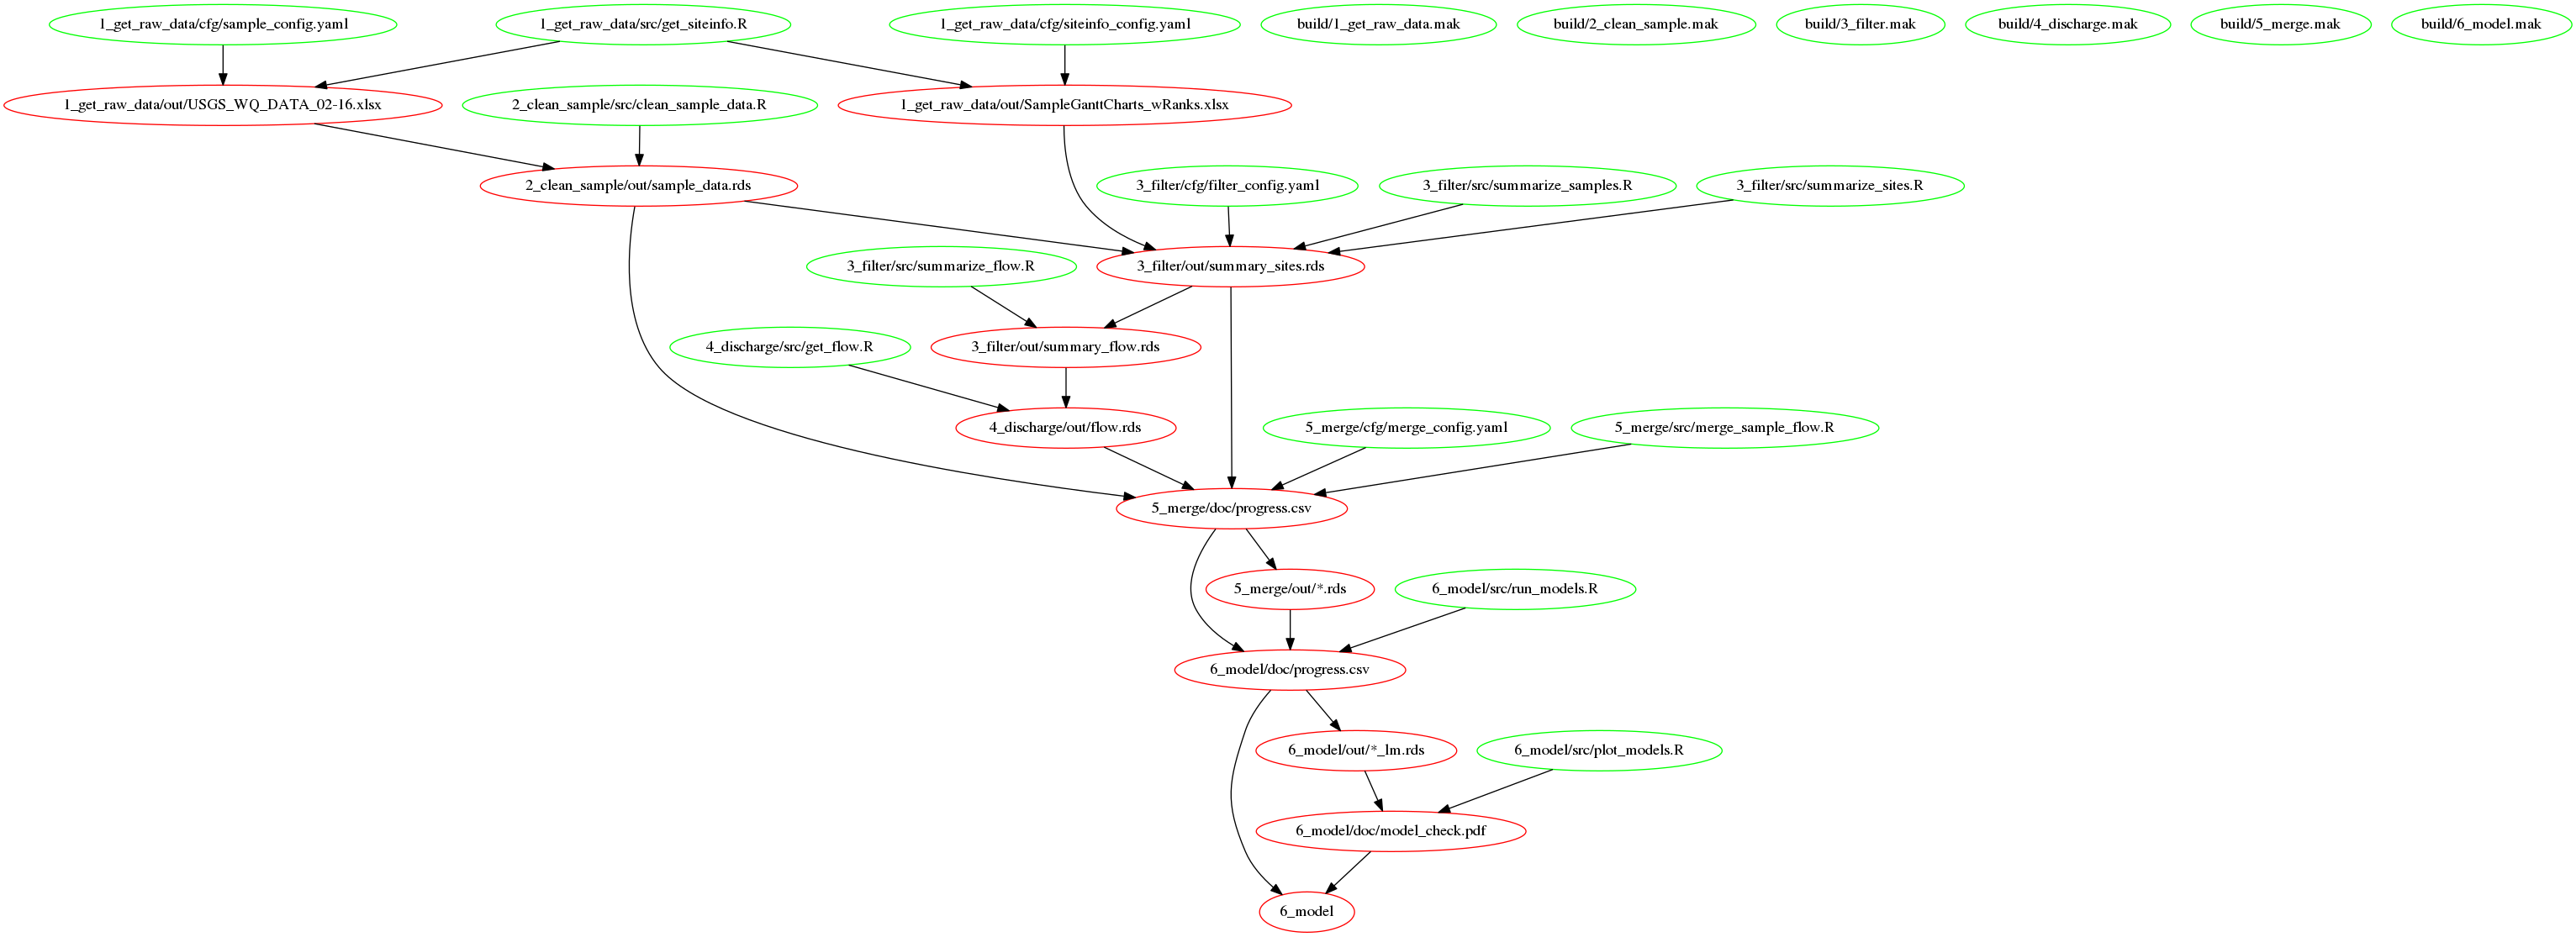 1_get_raw_data/cfg/sample_config.yaml
1_get_raw_data/src/get_siteinfo.R
1_get_raw_data/cfg/siteinfo_config.yaml
build/1_get_raw_data.mak
build/2_clean_sample.mak
build/3_filter.mak
build/4_discharge.mak
build/5_merge.mak
build/6_model.mak
1_get_raw_data/out/USGS_WQ_DATA_02-16.xlsx
2_clean_sample/src/clean_sample_data.R
1_get_raw_data/out/SampleGanttCharts_wRanks.xlsx
2_clean_sample/out/sample_data.rds
3_filter/cfg/filter_config.yaml
3_filter/src/summarize_samples.R
3_filter/src/summarize_sites.R
3_filter/src/summarize_flow.R
3_filter/out/summary_sites.rds
4_discharge/src/get_flow.R
3_filter/out/summary_flow.rds
4_discharge/out/flow.rds
5_merge/cfg/merge_config.yaml
5_merge/src/merge_sample_flow.R
5_merge/doc/progress.csv
5_merge/out/*.rds
6_model/src/run_models.R
6_model/doc/progress.csv
6_model/out/*_lm.rds
6_model/src/plot_models.R
6_model/doc/model_check.pdf
6_model